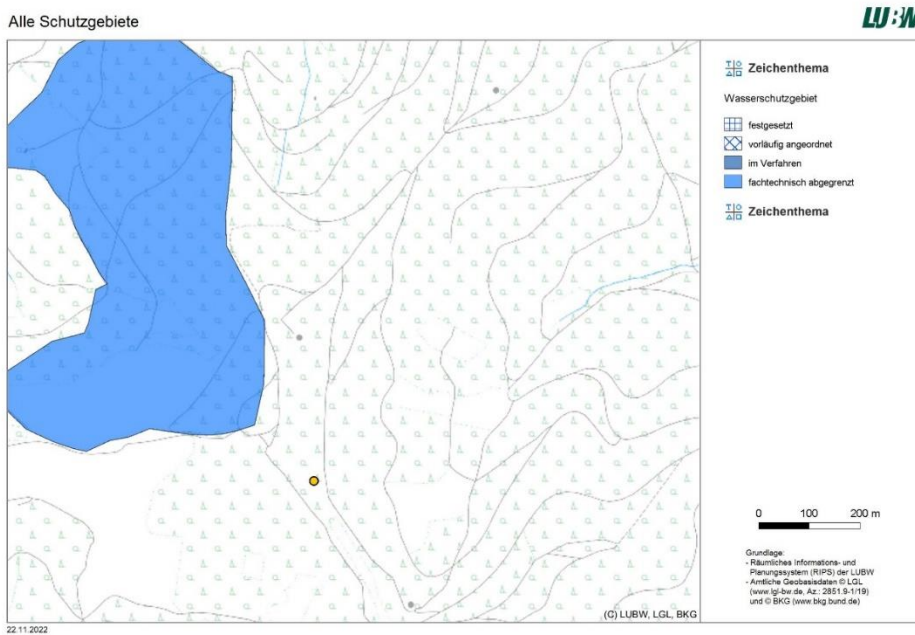 Alle Schutzgebiete
LUBW
Zeichenthema
Wasserschutzgebiet
festgesetzt
vorläufig angeordnet
im Verfahren
fachtechnisch abgegrenzt
Zeichenthema
0 100 200 m
Grundlage:
- Räumliches Informations- und
Planungssystem (RIPS) der LUBW
- Amtliche Geobasisdaten © LGL
(www.lgl-bw.de, Az.: 2851.9-1/19)
und © BKG (www.bkg.bund.de)
(C) LUBW, LGL, BKG
22.11.2022